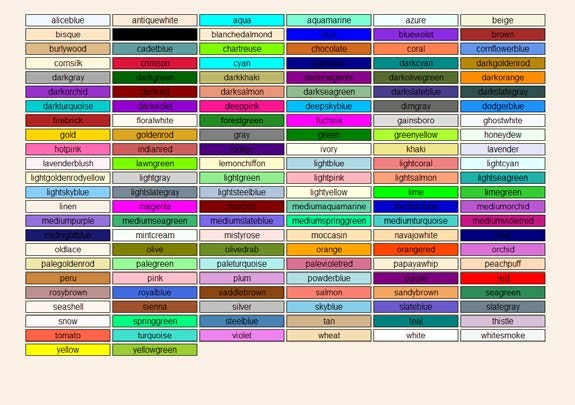 aliceblue antiquewhite aqua aquamarine azure beige
bisque blanchedalmond blue blueviolet brown
burlywood cadetblue chartreuse chocolate coral cornflowerblue
cornsilk crimson cyan darkcyan darkgoldenrod
darkgray darkgreen darkkhaki darkmagenta darkolivegreen darkorange
darkorchid darkred darksalmon darkseagreen darkslateblue darkslategray
darkturquoise darkviolet deeppink deepskyblue dimgray dodgerblue
firebrick floralwhite forestgreen fuchsia gainsboro ghostwhite
gold goldenrod gray green greenyellow honeydew
hotpink indianred indigo ivory khaki lavender
lavenderblush lawngreen lemonchiffon lightblue lightcoral lightcyan
lightgoldenrodyellow lightgray lightgreen lightpink lightsalmon lightseagreen
lightskyblue lightslategray lightsteelblue lightyellow lime limegreen
linen magenta maroon mediumaquamarine mediumorchid
mediumpurple mediumseagreen mediumslateblue mediumspringgreen mediumturquoise mediumvioletred
midnightblue mintcream mistyrose moccasin navajowhite
oldlace olive olivedrab orange orangered orchid
palegoldenrod palegreen paleturquoise palevioletred papayawhip peachpuff
peru pink plum powderblue purple red
rosybrown royalblue saddlebrown salmon sandybrown seagreen
seashell sienna silver skyblue slateblue slategray
snow springgreen steelblue tan teal thistle
tomato turquoise violet wheat white whitesmoke
yellow yellowgreen